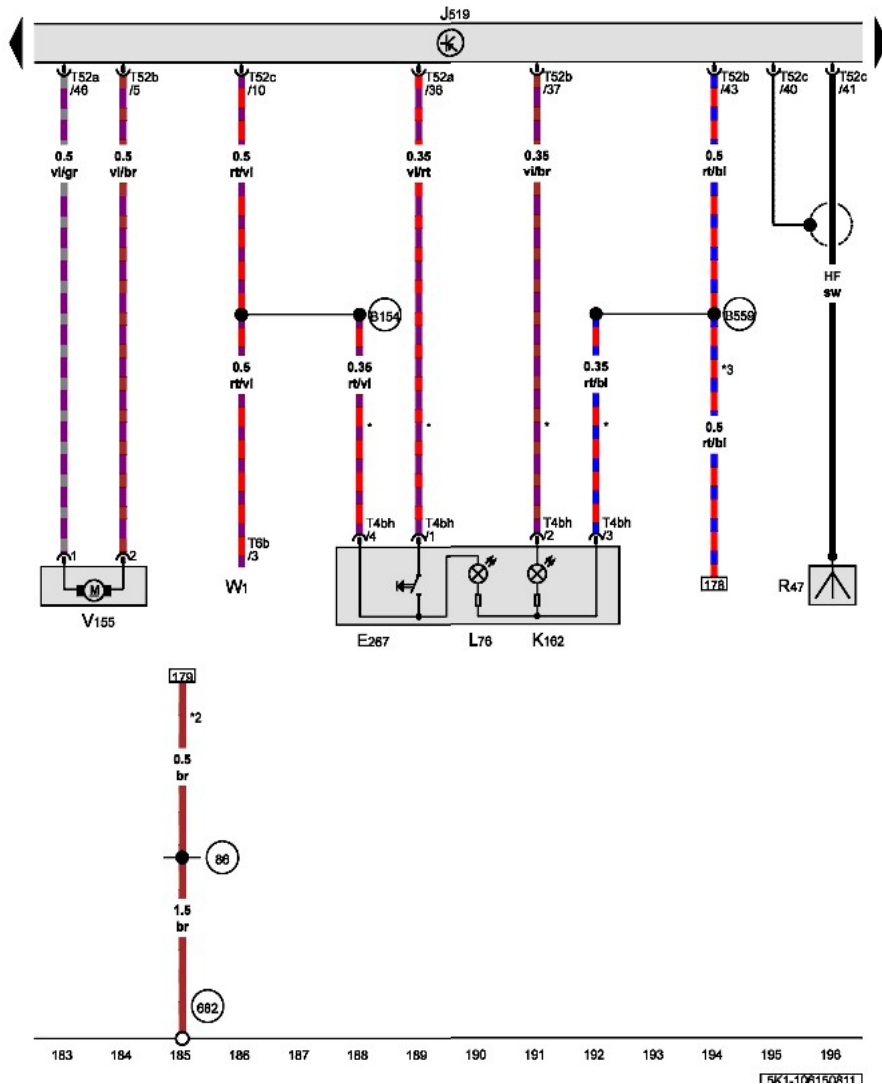 J519
T52a
/46
T52b
/5
T52c
/10
T52a
/36
T52b
/37
T52b
/43
T52c
/40
T52c
/41
0.5
vi/gr
0.5
vi/br
0.5
rt/vi
0.35
vi/rt
0.35
vi/br
0.5
rt/bl
HF
sw
B154
B559
0.5
rt/vi
0.35
rt/vi
0.35
rt/bl
*3
*
*
*
*
0.5
rt/bl
1
2
T6b
/3
T4bh
/4
T4bh
/1
T4bh
/2
T4bh
/3
M
V155
W1
E267
L76
K162
178
R47
179
*2
0.5
br
86
1.5
br
682
183 184 185 186 187 188 189 190 191 192 193 194 195 196
5K1-106150811